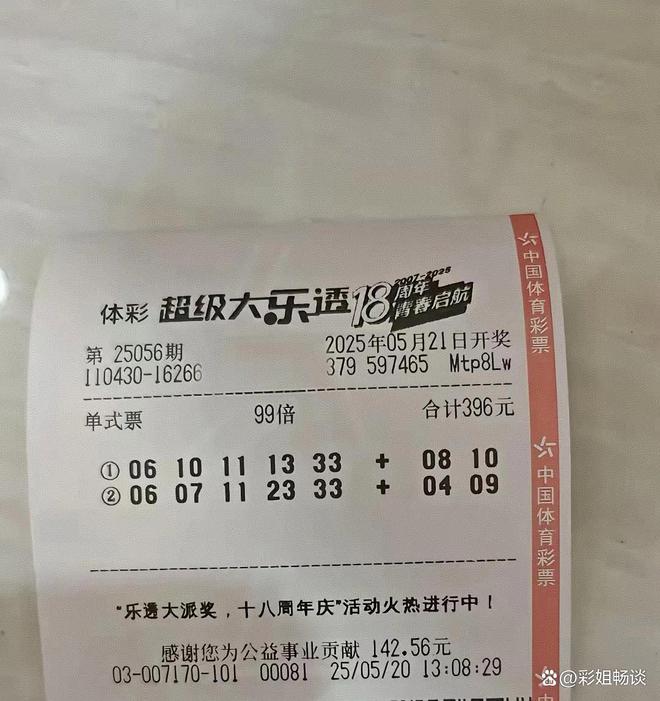 体彩 超级大乐透 18 2007-2025 周年 青春启航
第 25056期 2025年05月21日开奖
110430-16266 379 597465 Mtp8Lw
单式票 99倍 合计396元
① 06 10 11 13 33 + 08 10
② 06 07 11 23 33 + 04 09
“乐透大派奖，十八周年庆”活动火热进行中！
感谢您为公益事业贡献 142.56元
03-007170-101 00081 25/05/20 13:08:29
中国体育彩票
中国体育彩票
中
@彩姐畅谈